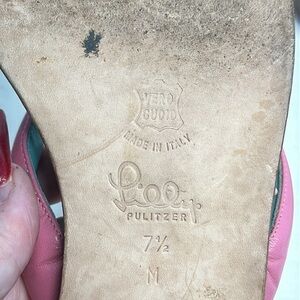 VERO
CUOIO
MADE IN ITALY
Lilly
PULITZER
7½
M